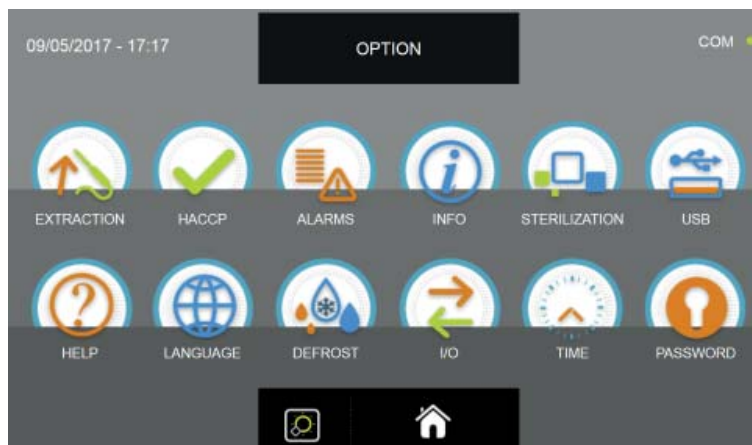 09/05/2017 - 17:17
OPTION
COM
EXTRACTION
HACCP
ALARMS
INFO
STERILIZATION
USB
HELP
LANGUAGE
DEFROST
I/O
TIME
PASSWORD